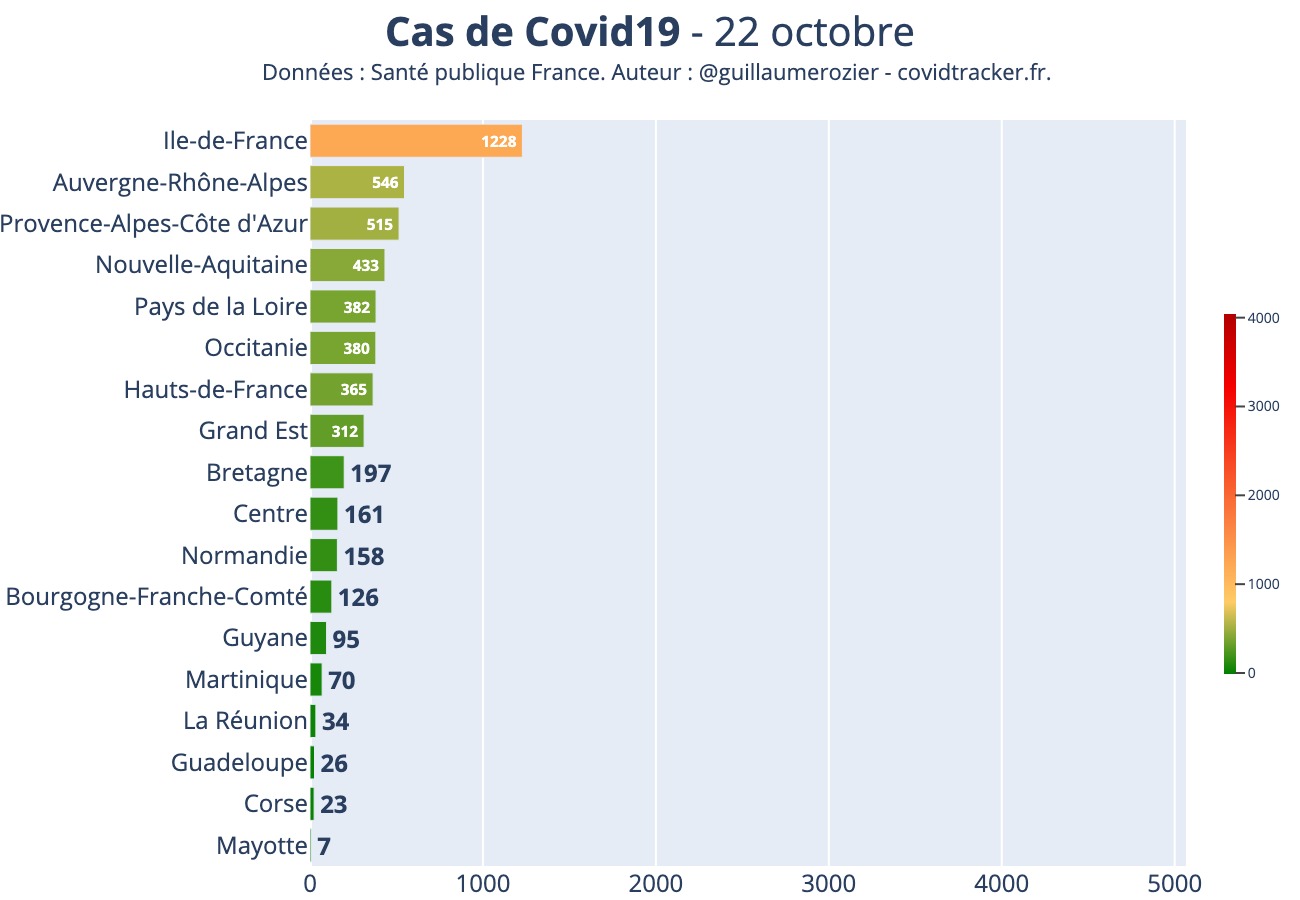 Cas de Covid19 - 22 octobre
Données : Santé publique France. Auteur : @guillaumerozier - covidtracker.fr.
Ile-de-France 1228
Auvergne-Rhône-Alpes 546
Provence-Alpes-Côte d'Azur 515
Nouvelle-Aquitaine 433
Pays de la Loire 382
Occitanie 380
Hauts-de-France 365
Grand Est 312
Bretagne 197
Centre 161
Normandie 158
Bourgogne-Franche-Comté 126
Guyane 95
Martinique 70
La Réunion 34
Guadeloupe 26
Corse 23
Mayotte 7
0 1000 2000 3000 4000 5000
4000
3000
2000
1000
0